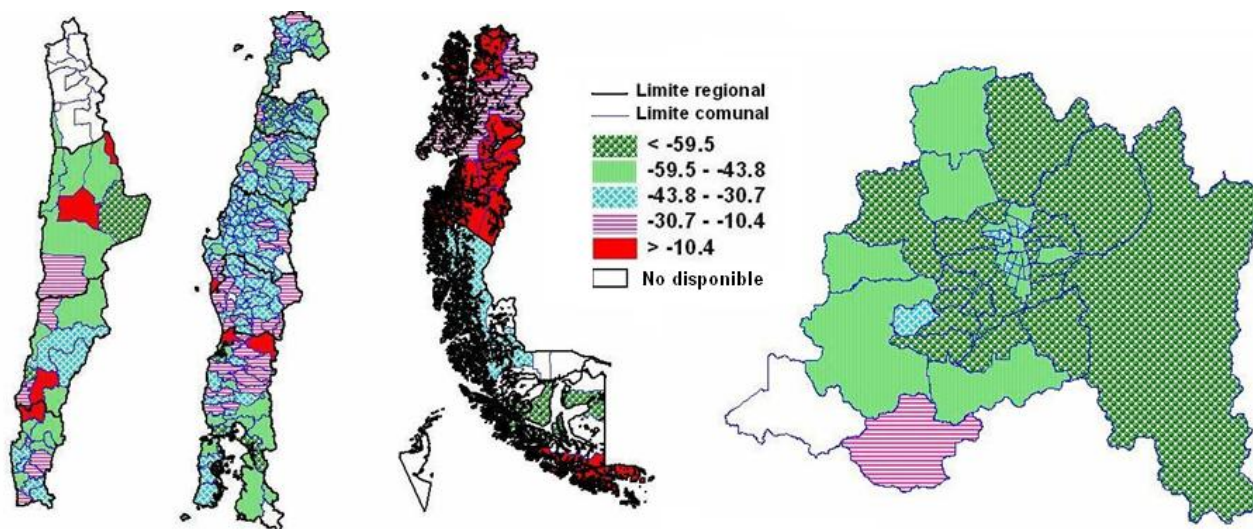 Limite regional
Limite comunal
< -59.5
-59.5 - -43.8
-43.8 - -30.7
-30.7 - -10.4
> -10.4
No disponible